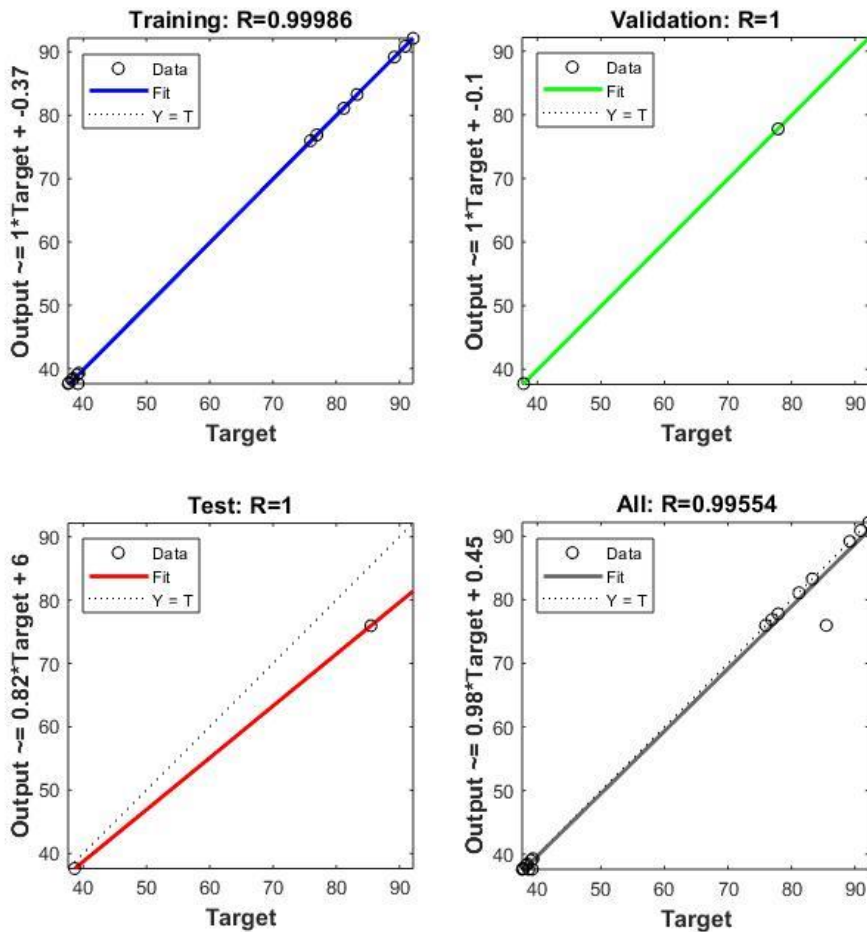 Training: R=0.99986
Output ~= 1*Target + -0.37
90
80
70
60
50
40
Data
Fit
Y = T
40 50 60 70 80 90
Target
Validation: R=1
Output ~= 1*Target + -0.1
90
80
70
60
50
40
Data
Fit
Y = T
40 50 60 70 80 90
Target
Test: R=1
Output ~= 0.82*Target + 6
90
80
70
60
50
40
Data
Fit
Y = T
40 50 60 70 80 90
Target
All: R=0.99554
Output ~= 0.98*Target + 0.45
90
80
70
60
50
40
Data
Fit
Y = T
40 50 60 70 80 90
Target